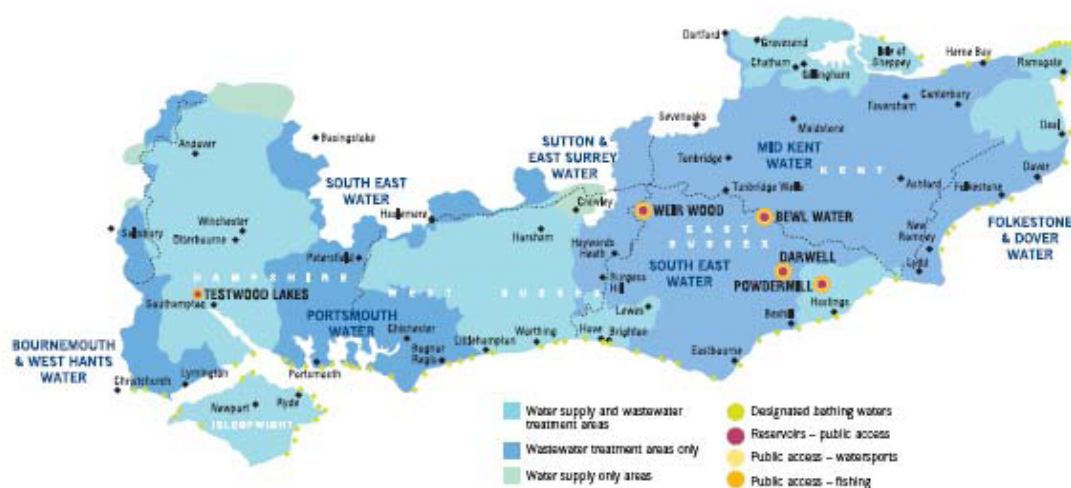 Dartford
Gravesend
Chatham
Gillingham
Isle of
Sheppey
Herne Bay
Ramsgate
Faversham
Canterbury
Deal
Sevenoaks
Maidstone
MID KENT
WATER
KENT
Tonbridge
Tunbridge Wells
Ashford
Folkestone
Dover
FOLKESTONE
& DOVER
WATER
New
Romney
Lydd
Andover
Basingstoke
SUTTON &
EAST SURREY
WATER
SOUTH EAST
WATER
Haslemere
Crawley
WEIR WOOD
BEWL WATER
EAST
SUSSEX
Salisbury
Winchester
Otterbourne
Petersfield
Horsham
Haywards
Heath
Burgess
Hill
SOUTH EAST
WATER
DARWELL
POWDERMILL
HAMPSHIRE
WEST SUSSEX
TESTWOOD LAKES
Southampton
PORTSMOUTH
WATER
Chichester
Bognor
Regis
Littlehampton
Worthing
Hove
Brighton
Lewes
Hastings
Bexhill
Eastbourne
BOURNEMOUTH
& WEST HANTS
WATER
Christchurch
Lymington
Portsmouth
Newport
Ryde
ISLE OF WIGHT
Water supply and wastewater
treatment areas
Wastewater treatment areas only
Water supply only areas
Designated bathing waters
Reservoirs – public access
Public access – watersports
Public access – fishing